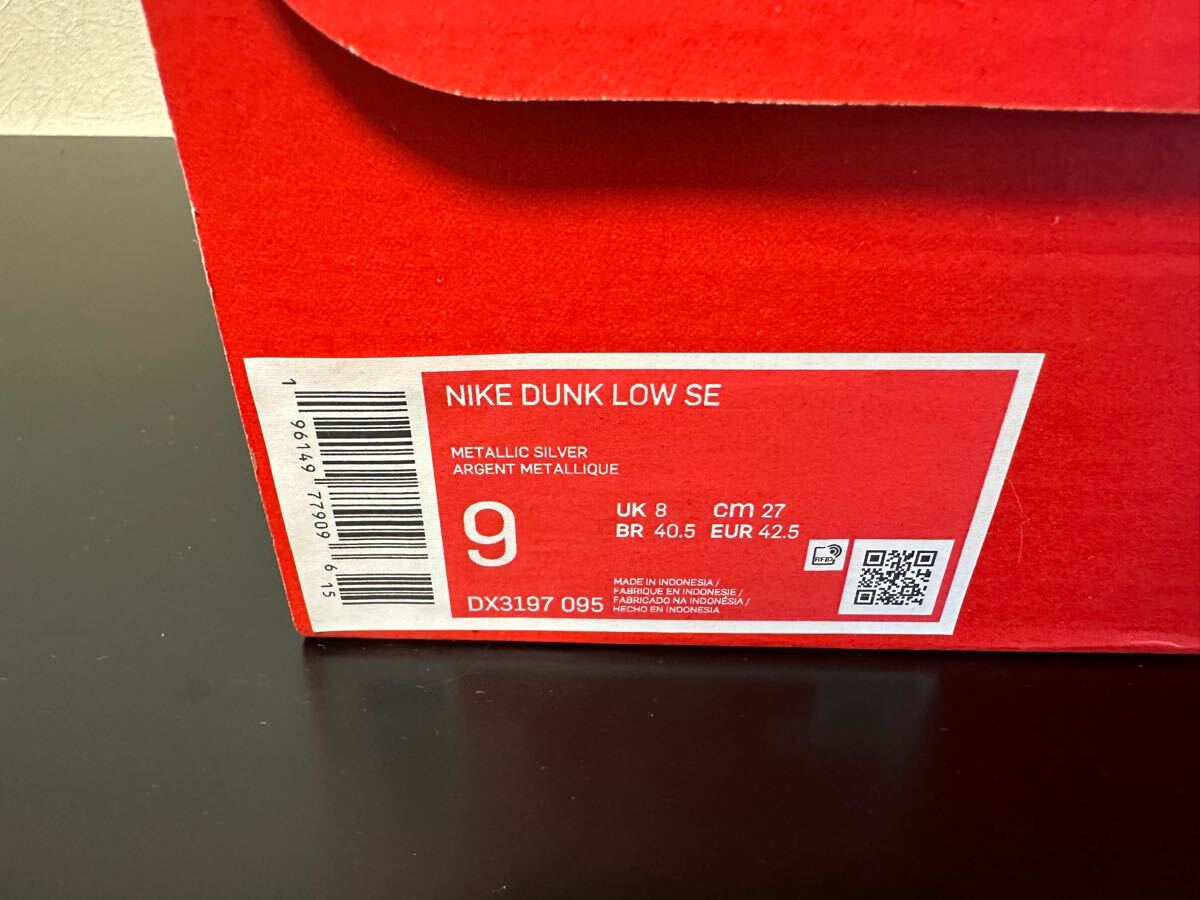 NIKE DUNK LOW SE
METALLIC SILVER
ARGENT METALLIQUE
9
UK 8 cm 27
BR 40.5 EUR 42.5
DX3197 095
MADE IN INDONESIA /
FABRIQUE EN INDONESIE /
FABRICADO NA INDONÉSIA /
HECHO EN INDONESIA
RFID
1 96149 77909 6 15